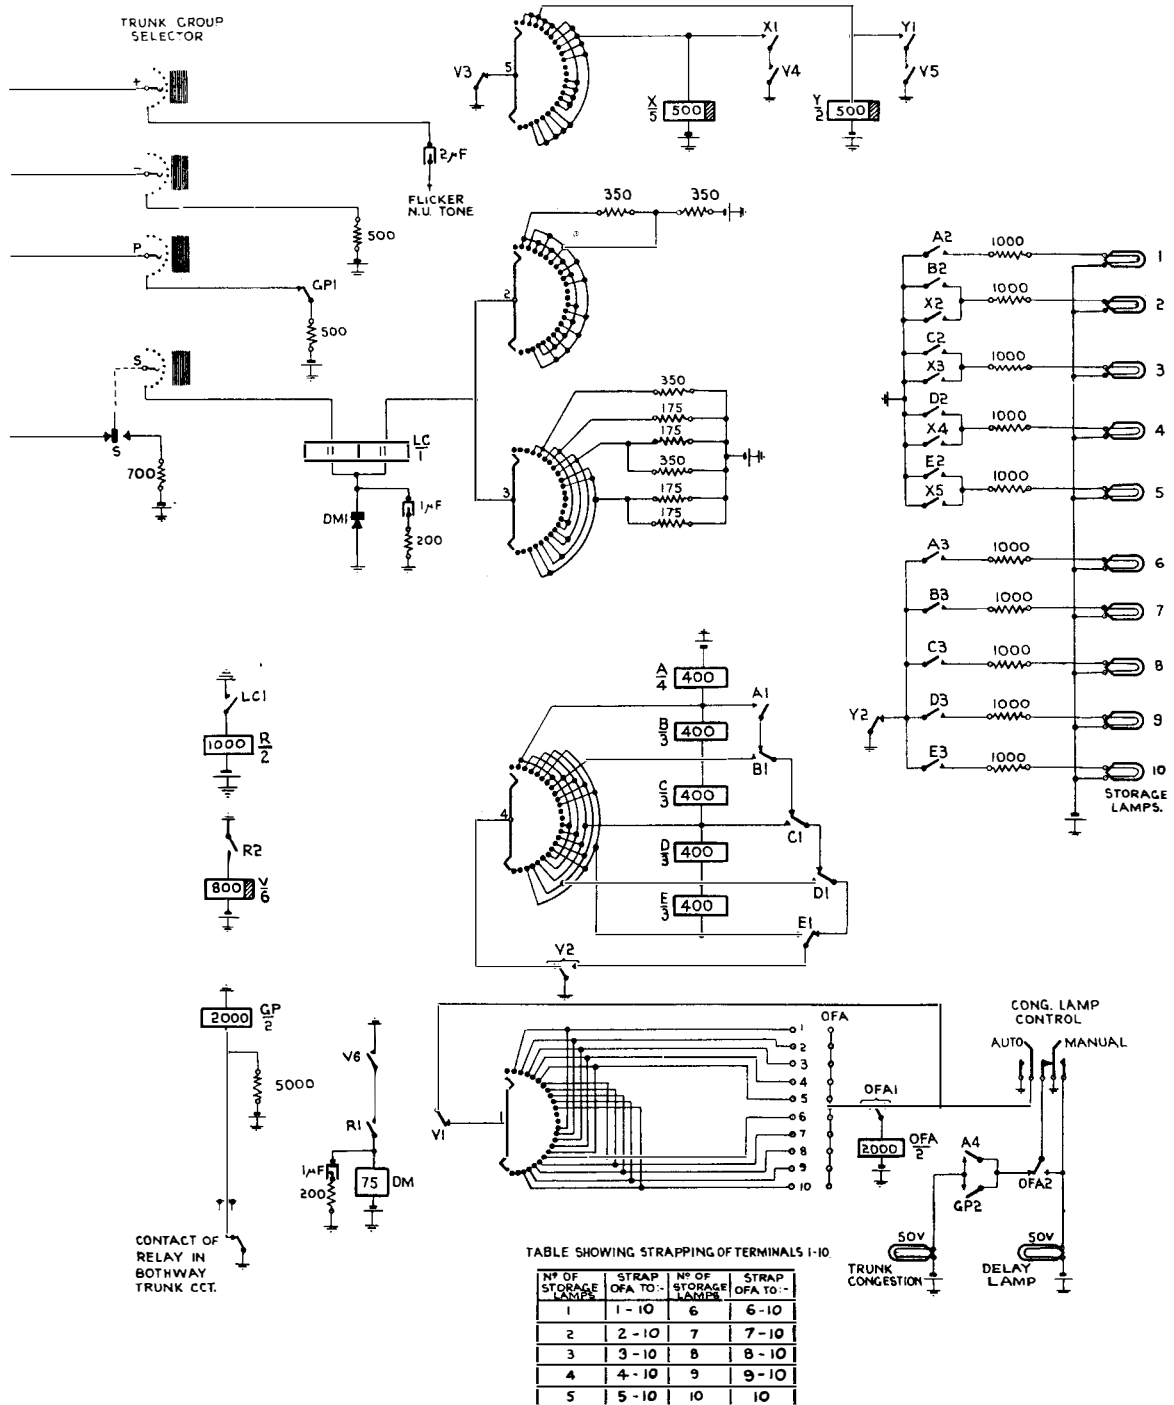 TRUNK GROUP
SELECTOR
+
2μF
FLICKER
N.U. TONE
−
500
P
GP1
500
S
S
700
LC
1
DM1
1μF
200
V3
5
X
5
500
X1
V4
Y
2
500
Y1
V5
350
350
2
3
350
175
175
350
175
175
A2
1000
1
B2
X2
1000
2
C2
X3
1000
3
D2
X4
1000
4
E2
X5
1000
5
A3
1000
6
B3
1000
7
C3
1000
8
Y2
D3
1000
9
E3
1000
10
STORAGE
LAMPS.
LC1
1000
R
2
R2
800
V
6
2000
GP
2
5000
CONTACT OF
RELAY IN
BOTHWAY
TRUNK CCT.
V6
R1
1μF
200
75
DM
4
A
4
400
B
3
400
C
3
400
D
3
400
E
3
400
A1
B1
C1
D1
E1
V2
V1
1
1
2
3
4
5
6
7
8
9
10
OFA
OFA1
2000
OFA
2
CONG. LAMP
CONTROL
AUTO
MANUAL
A4
GP2
OFA2
50V
TRUNK
CONGESTION
50V
DELAY
LAMP
TABLE SHOWING STRAPPING OF TERMINALS 1-10.
Nº OF STORAGE LAMPS STRAP OFA TO:- Nº OF STORAGE LAMPS STRAP OFA TO:-
1 1-10 6 6-10
2 2-10 7 7-10
3 3-10 8 8-10
4 4-10 9 9-10
5 5-10 10 10